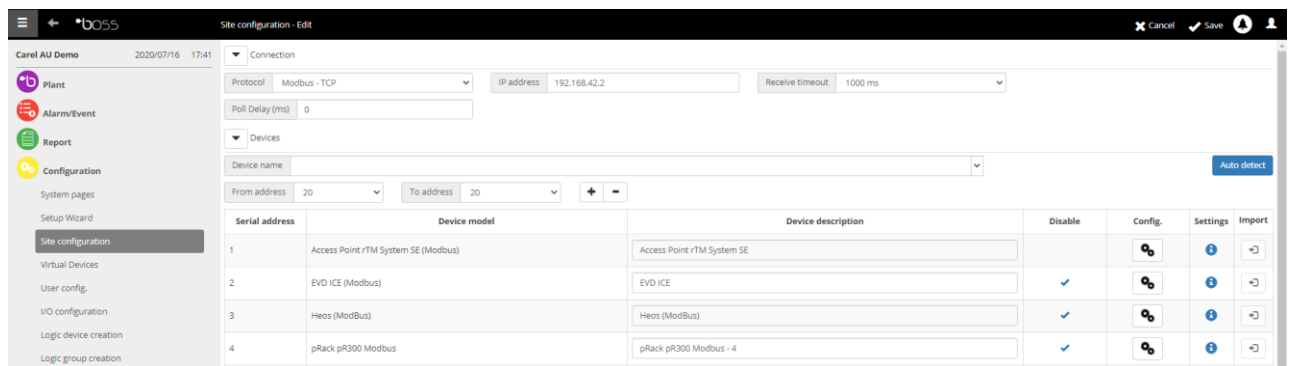 boss Site configuration - Edit Cancel Save
Carel AU Demo 2020/07/16 17:41
Connection
Plant
Protocol Modbus - TCP IP address 192.168.42.2 Receive timeout 1000 ms
Alarm/Event
Poll Delay (ms) 0
Report
Devices
Configuration
Device name Auto detect
System pages
From address 20 To address 20 + -
Setup Wizard
Serial address Device model Device description Disable Config. Settings Import
Site configuration
1 Access Point rTM System SE (Modbus) Access Point rTM System SE
Virtual Devices
2 EVD ICE (Modbus) EVD ICE
User config.
I/O configuration
3 Heos (ModBus) Heos (ModBus)
Logic device creation
4 pRack pR300 Modbus pRack pR300 Modbus - 4
Logic group creation